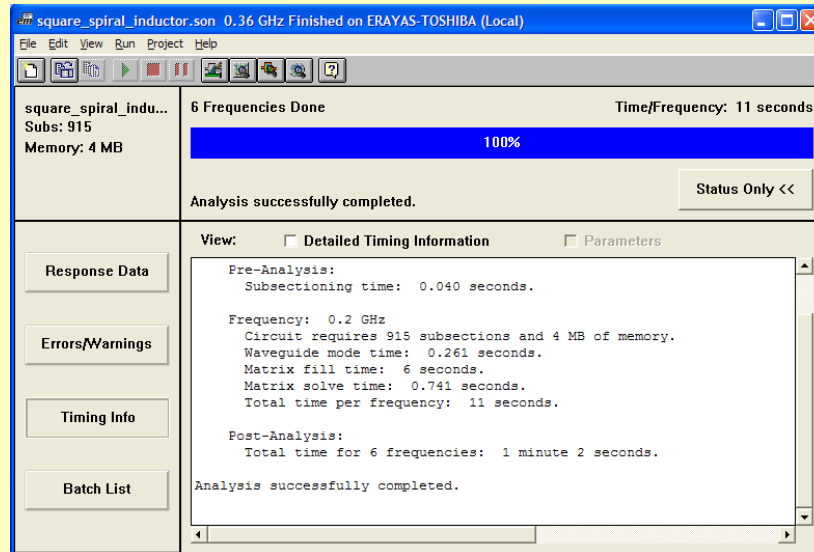 em square_spiral_inductor.son 0.36 GHz Finished on ERAYAS-TOSHIBA (Local)
File Edit View Run Project Help
square_spiral_indu...
Subs: 915
Memory: 4 MB
6 Frequencies Done
Time/Frequency: 11 seconds
100%
Analysis successfully completed.
Status Only <<
Response Data
Errors/Warnings
Timing Info
Batch List
View: Detailed Timing Information Parameters
Pre-Analysis:
Subsectioning time: 0.040 seconds.
Frequency: 0.2 GHz
Circuit requires 915 subsections and 4 MB of memory.
Waveguide mode time: 0.261 seconds.
Matrix fill time: 6 seconds.
Matrix solve time: 0.741 seconds.
Total time per frequency: 11 seconds.
Post-Analysis:
Total time for 6 frequencies: 1 minute 2 seconds.
Analysis successfully completed.